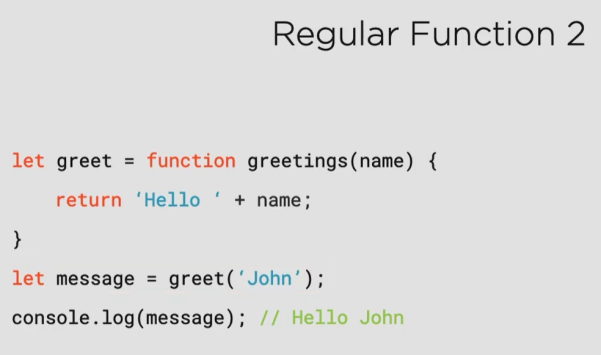 Regular Function 2
let greet = function greetings(name) {
    return ‘Hello ‘ + name;
}
let message = greet(‘John’);
console.log(message); // Hello John